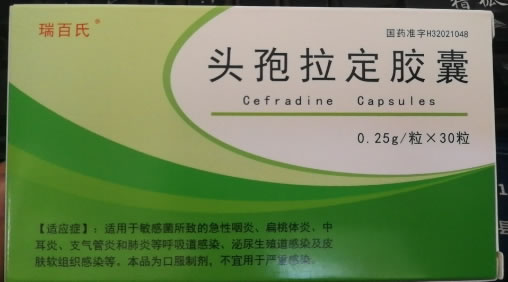 瑞百氏®
国药准字H32021048
头孢拉定胶囊
Cefradine Capsules
0.25g/粒×30粒
【适应症】：适用于敏感菌所致的急性咽炎、扁桃体炎、中
耳炎、支气管炎和肺炎等呼吸道感染、泌尿生殖道感染及皮
肤软组织感染等。本品为口服制剂，不宜用于严重感染。